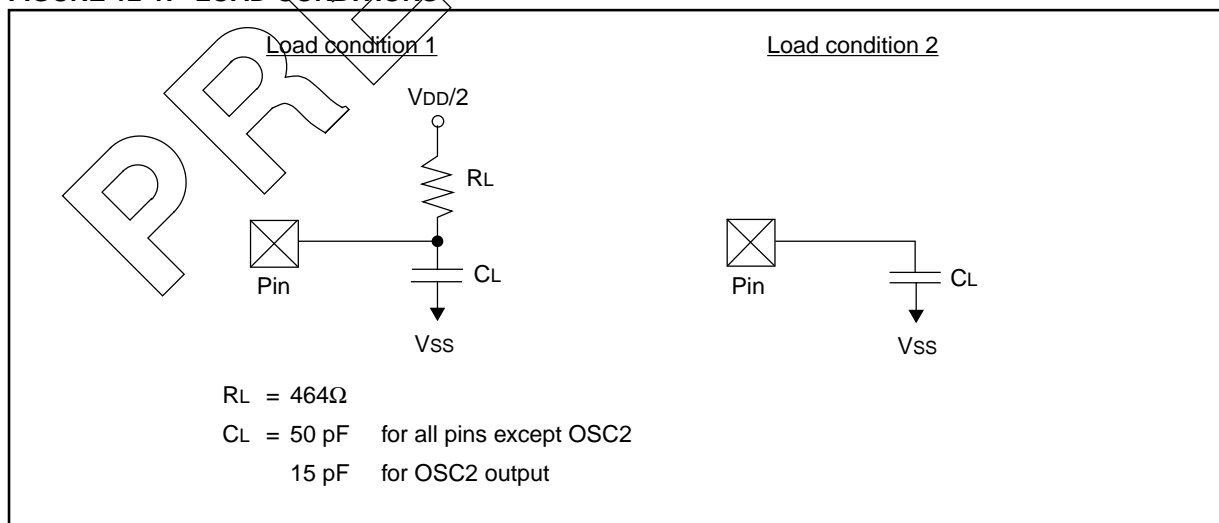 Load condition 1
Load condition 2
VDD/2
RL
Pin
CL
VSS
Pin
CL
VSS
RL = 464Ω
CL = 50 pF for all pins except OSC2
15 pF for OSC2 output
PRE